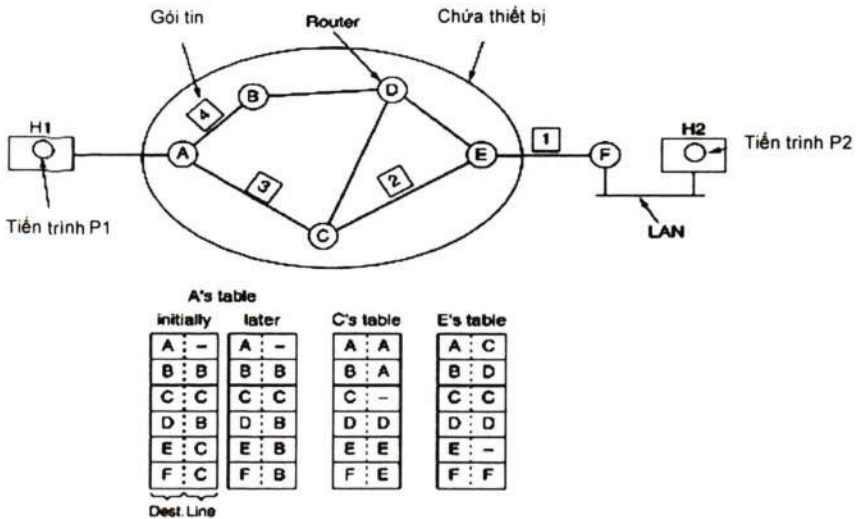 Gói tin
Router
Chứa thiết bị
H1
4
B
D
A
3
2
E
1
F
H2
Tiến trình P2
Tiến trình P1
C
LAN
A's table
initially later C's table E's table
A – A – A A A C
B B B B B A B D
C C C C C – C C
D B D B D D D D
E C E B E E E –
F C F B F E F F
Dest. Line